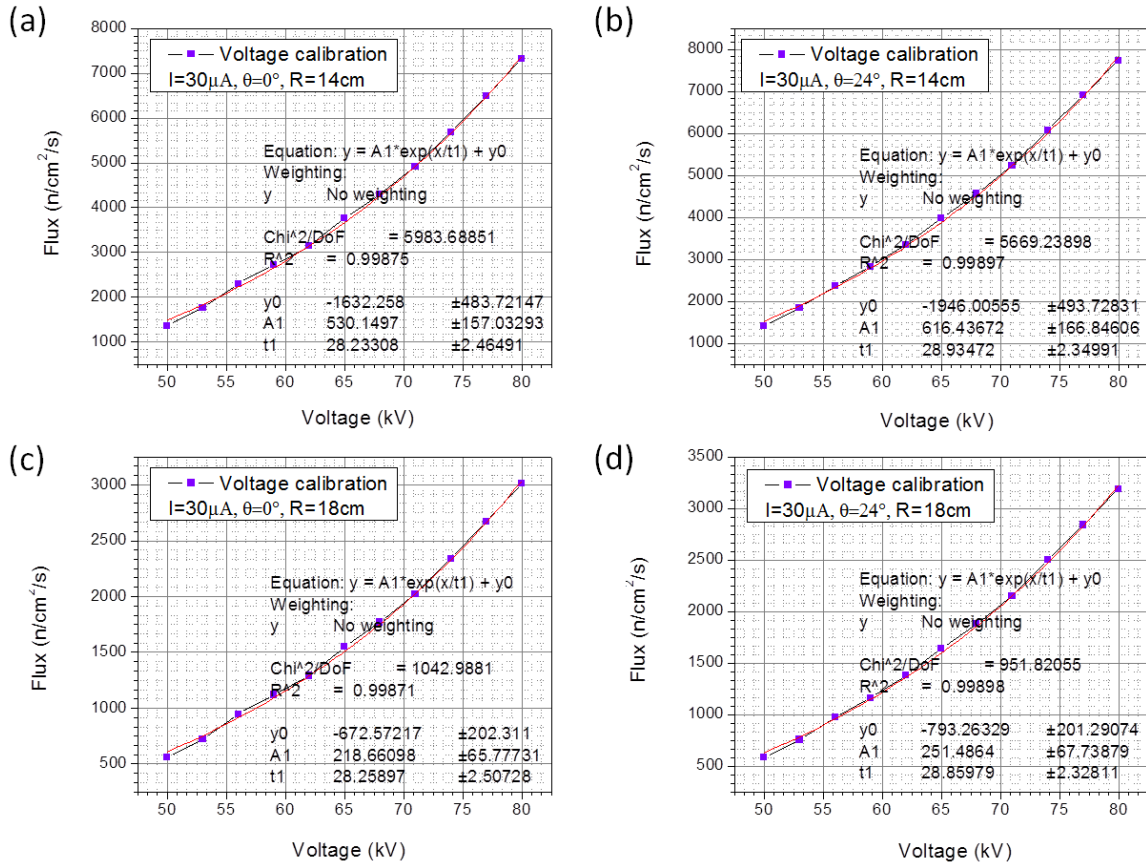 (a)
8000
7000
6000
5000
4000
3000
2000
1000
Flux (n/cm²/s)
Voltage calibration
I=30µA, θ=0°, R=14cm
Equation: y = A1*exp(x/t1) + y0
Weighting:
y No weighting
Chi^2/DoF = 5983.68851
R^2 = 0.99875
y0 -1632.258 ±483.72147
A1 530.1497 ±157.03293
t1 28.23308 ±2.46491
50 55 60 65 70 75 80
Voltage (kV)
(b)
8000
7000
6000
5000
4000
3000
2000
1000
Flux (n/cm²/s)
Voltage calibration
I=30µA, θ=24°, R=14cm
Equation: y = A1*exp(x/t1) + y0
Weighting:
y No weighting
Chi^2/DoF = 5669.23898
R^2 = 0.99897
y0 -1946.00555 ±493.72831
A1 616.43672 ±166.84606
t1 28.93472 ±2.34991
50 55 60 65 70 75 80
Voltage (kV)
(c)
3000
2500
2000
1500
1000
500
Flux (n/cm²/s)
Voltage calibration
I=30µA, θ=0°, R=18cm
Equation: y = A1*exp(x/t1) + y0
Weighting:
y No weighting
Chi^2/DoF = 1042.9881
R^2 = 0.99871
y0 -672.57217 ±202.311
A1 218.66098 ±65.77731
t1 28.25897 ±2.50728
50 55 60 65 70 75 80
Voltage (kV)
(d)
3500
3000
2500
2000
1500
1000
500
Flux (n/cm²/s)
Voltage calibration
I=30µA, θ=24°, R=18cm
Equation: y = A1*exp(x/t1) + y0
Weighting:
y No weighting
Chi^2/DoF = 951.82055
R^2 = 0.99898
y0 -793.26329 ±201.29074
A1 251.4864 ±67.73879
t1 28.85979 ±2.32811
50 55 60 65 70 75 80
Voltage (kV)